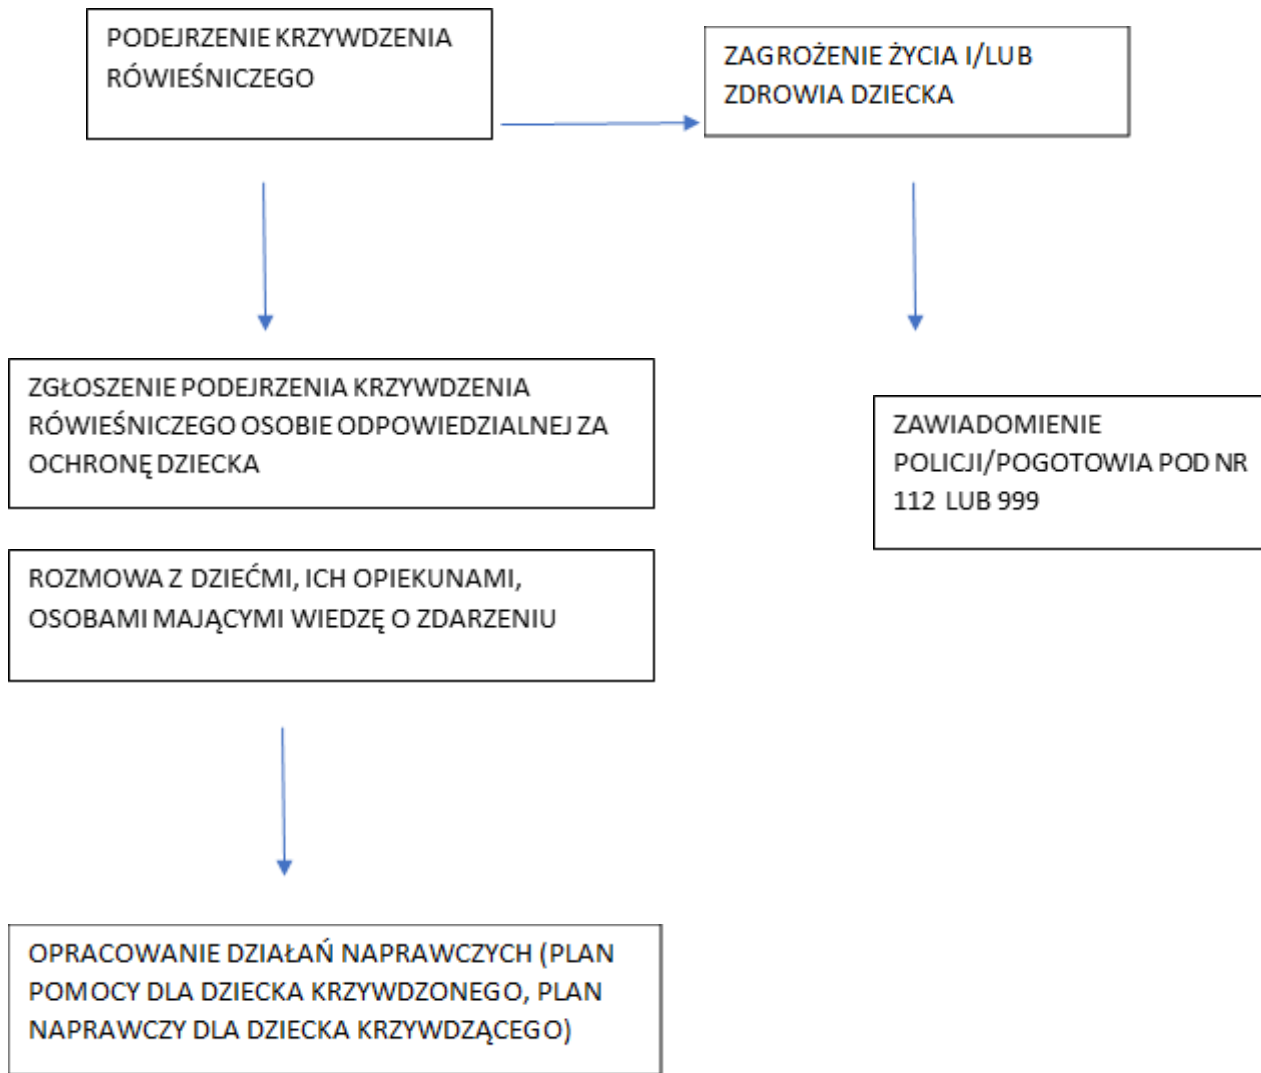 PODEJRZENIE KRZYWDZENIA
RÓWIEŚNICZEGO
ZAGROŻENIE ŻYCIA I/LUB
ZDROWIA DZIECKA
ZGŁOSZENIE PODEJRZENIA KRZYWDZENIA
RÓWIEŚNICZEGO OSOBIE ODPOWIEDZIALNEJ ZA
OCHRONĘ DZIECKA
ZAWIADOMIENIE
POLICJI/POGOTOWIA POD NR
112 LUB 999
ROZMOWA Z DZIEĆMI, ICH OPIEKUNAMI,
OSOBAMI MAJĄCYMI WIEDZĘ O ZDARZENIU
OPRACOWANIE DZIAŁAŃ NAPRAWCZYCH (PLAN
POMOCY DLA DZIECKA KRZYWDZONEGO, PLAN
NAPRAWCZY DLA DZIECKA KRZYWDZĄCEGO)